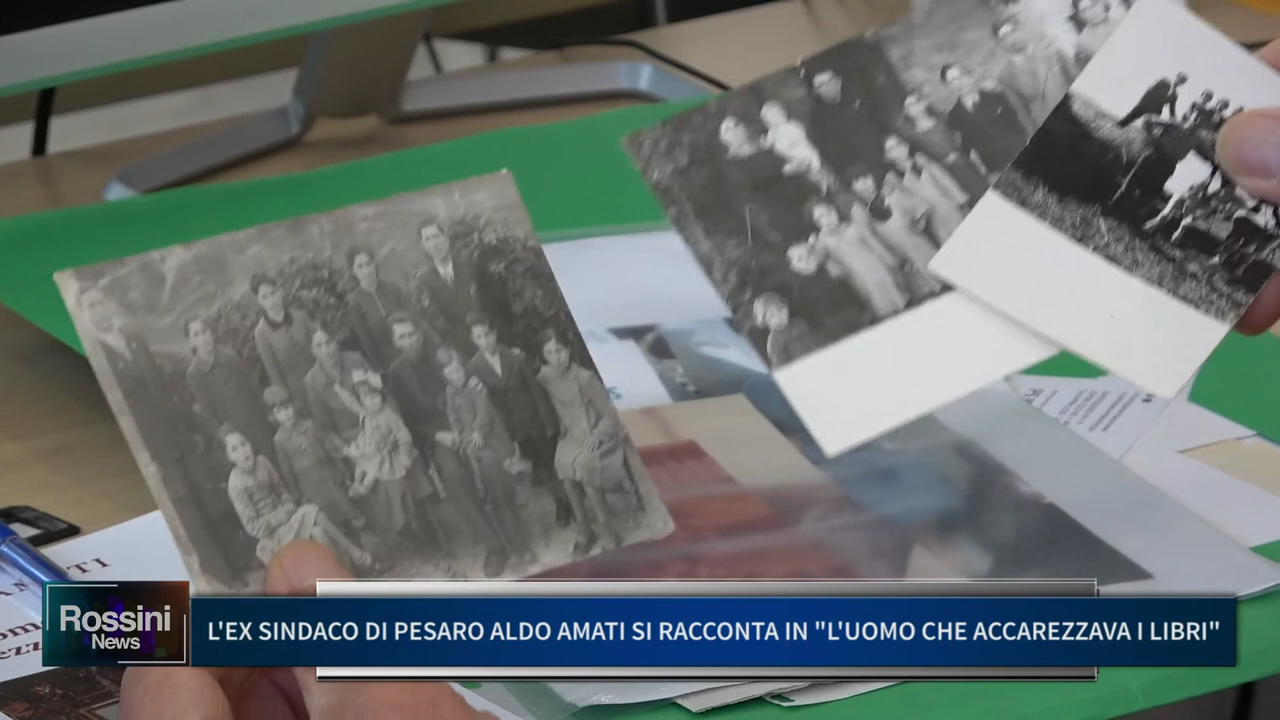 Rossini
News
L'EX SINDACO DI PESARO ALDO AMATI SI RACCONTA IN "L'UOMO CHE ACCAREZZAVA I LIBRI"